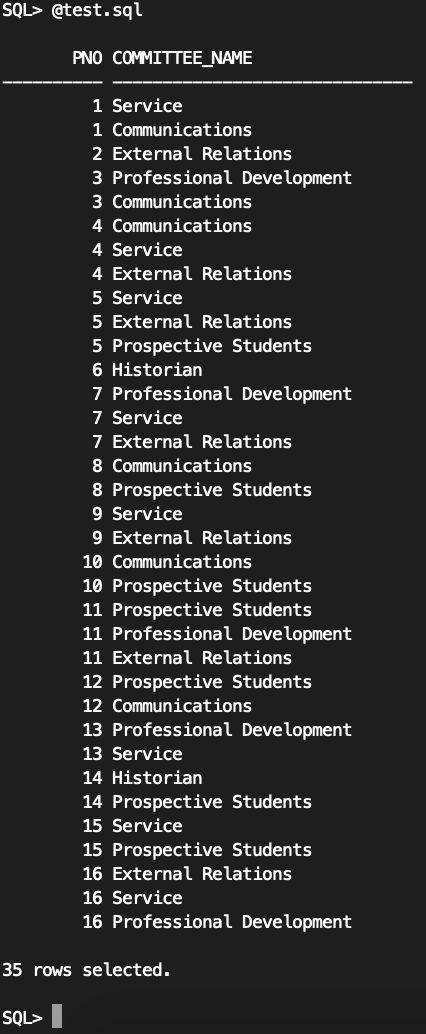 SQL> @test.sql
PNO COMMITTEE_NAME
---------- ------------------------------
1 Service
1 Communications
2 External Relations
3 Professional Development
3 Communications
4 Communications
4 Service
4 External Relations
5 Service
5 External Relations
5 Prospective Students
6 Historian
7 Professional Development
7 Service
7 External Relations
8 Communications
8 Prospective Students
9 Service
9 External Relations
10 Communications
10 Prospective Students
11 Prospective Students
11 Professional Development
11 External Relations
12 Prospective Students
12 Communications
13 Professional Development
13 Service
14 Historian
14 Prospective Students
15 Service
15 Prospective Students
16 External Relations
16 Service
16 Professional Development
35 rows selected.
SQL>